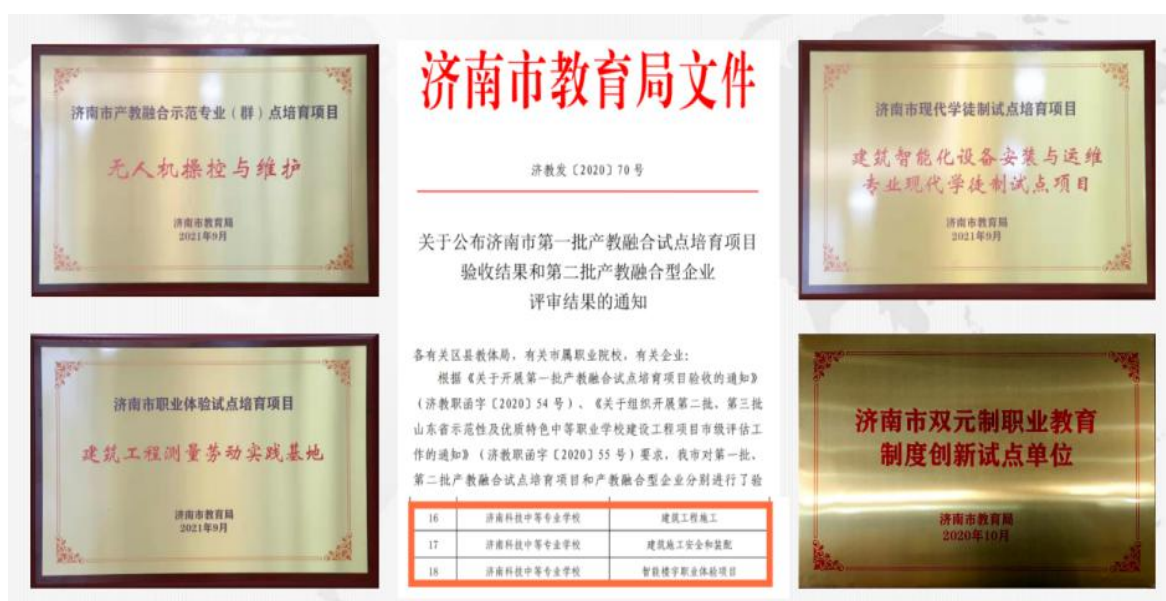 济南市产教融合示范专业（群）点培育项目
无人机操控与维护
济南市教育局
2021年9月
济南市职业体验试点培育项目
建筑工程测量劳动实践基地
济南市教育局
2021年9月
济南市教育局文件
济教发〔2020〕70号
关于公布济南市第一批产教融合试点培育项目
验收结果和第二批产教融合型企业
评审结果的通知
各有关区县教体局，有关市属职业院校，有关企业：
根据《关于开展第一批产教融合试点培育项目验收的通知》
（济教职函字〔2020〕54号）、《关于组织开展第二批、第三批
山东省示范性及优质特色中等职业学校建设工程项目市级评估工
作的通知》（济教职函字〔2020〕55号）要求，我市对第一批、
第二批产教融合试点培育项目和产教融合型企业分别进行了验
16 济南科技中等专业学校 建筑工程施工
17 济南科技中等专业学校 建筑施工安全和装配
18 济南科技中等专业学校 智能楼宇职业体验项目
济南市现代学徒制试点培育项目
建筑智能化设备安装与运维
专业现代学徒制试点项目
济南市教育局
2021年9月
济南市双元制职业教育
制度创新试点单位
济南市教育局
2020年10月